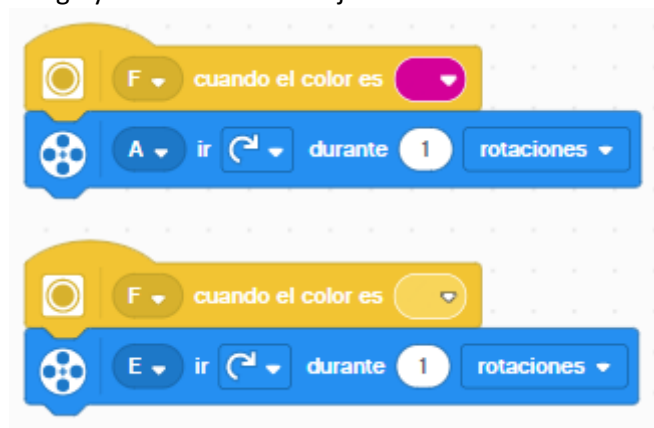 F cuando el color es
A ir durante 1 rotaciones
F cuando el color es
E ir durante 1 rotaciones